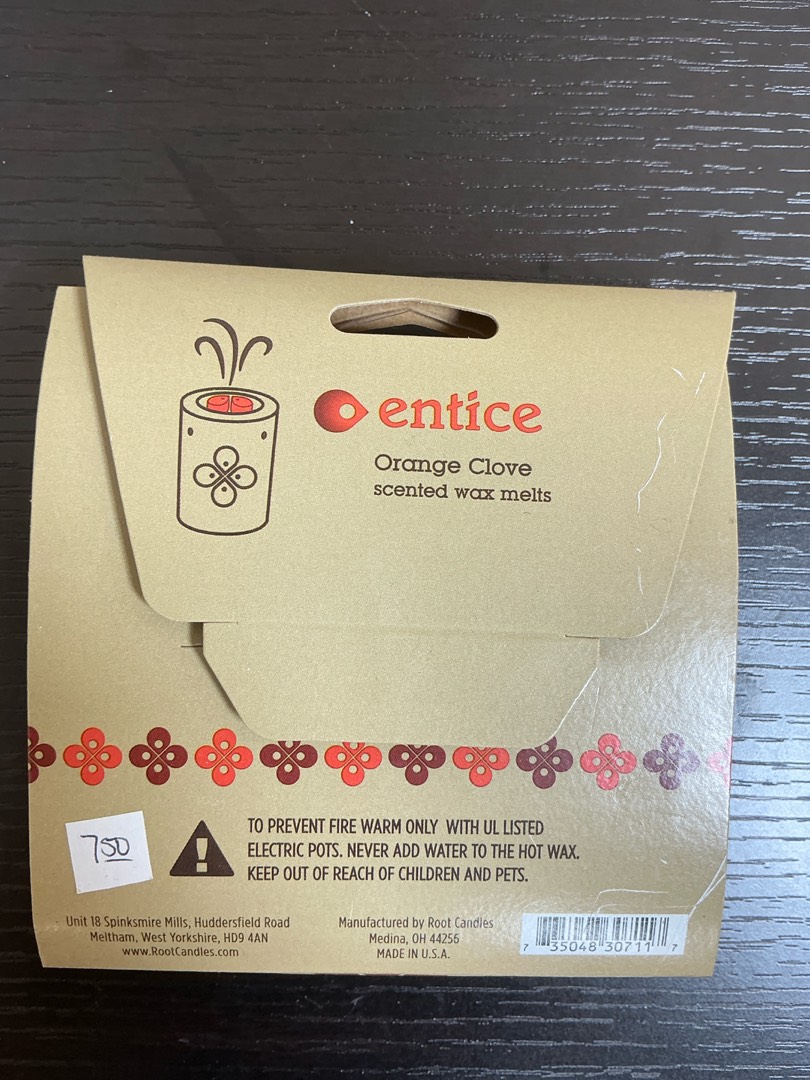 entice
Orange Clove
scented wax melts
750
TO PREVENT FIRE WARM ONLY WITH UL LISTED
ELECTRIC POTS. NEVER ADD WATER TO THE HOT WAX.
KEEP OUT OF REACH OF CHILDREN AND PETS.
Unit 18 Spinksmire Mills, Huddersfield Road
Meltham, West Yorkshire, HD9 4AN
www.RootCandles.com
Manufactured by Root Candles
Medina, OH 44256
MADE IN U.S.A.
7 35048 30711 7